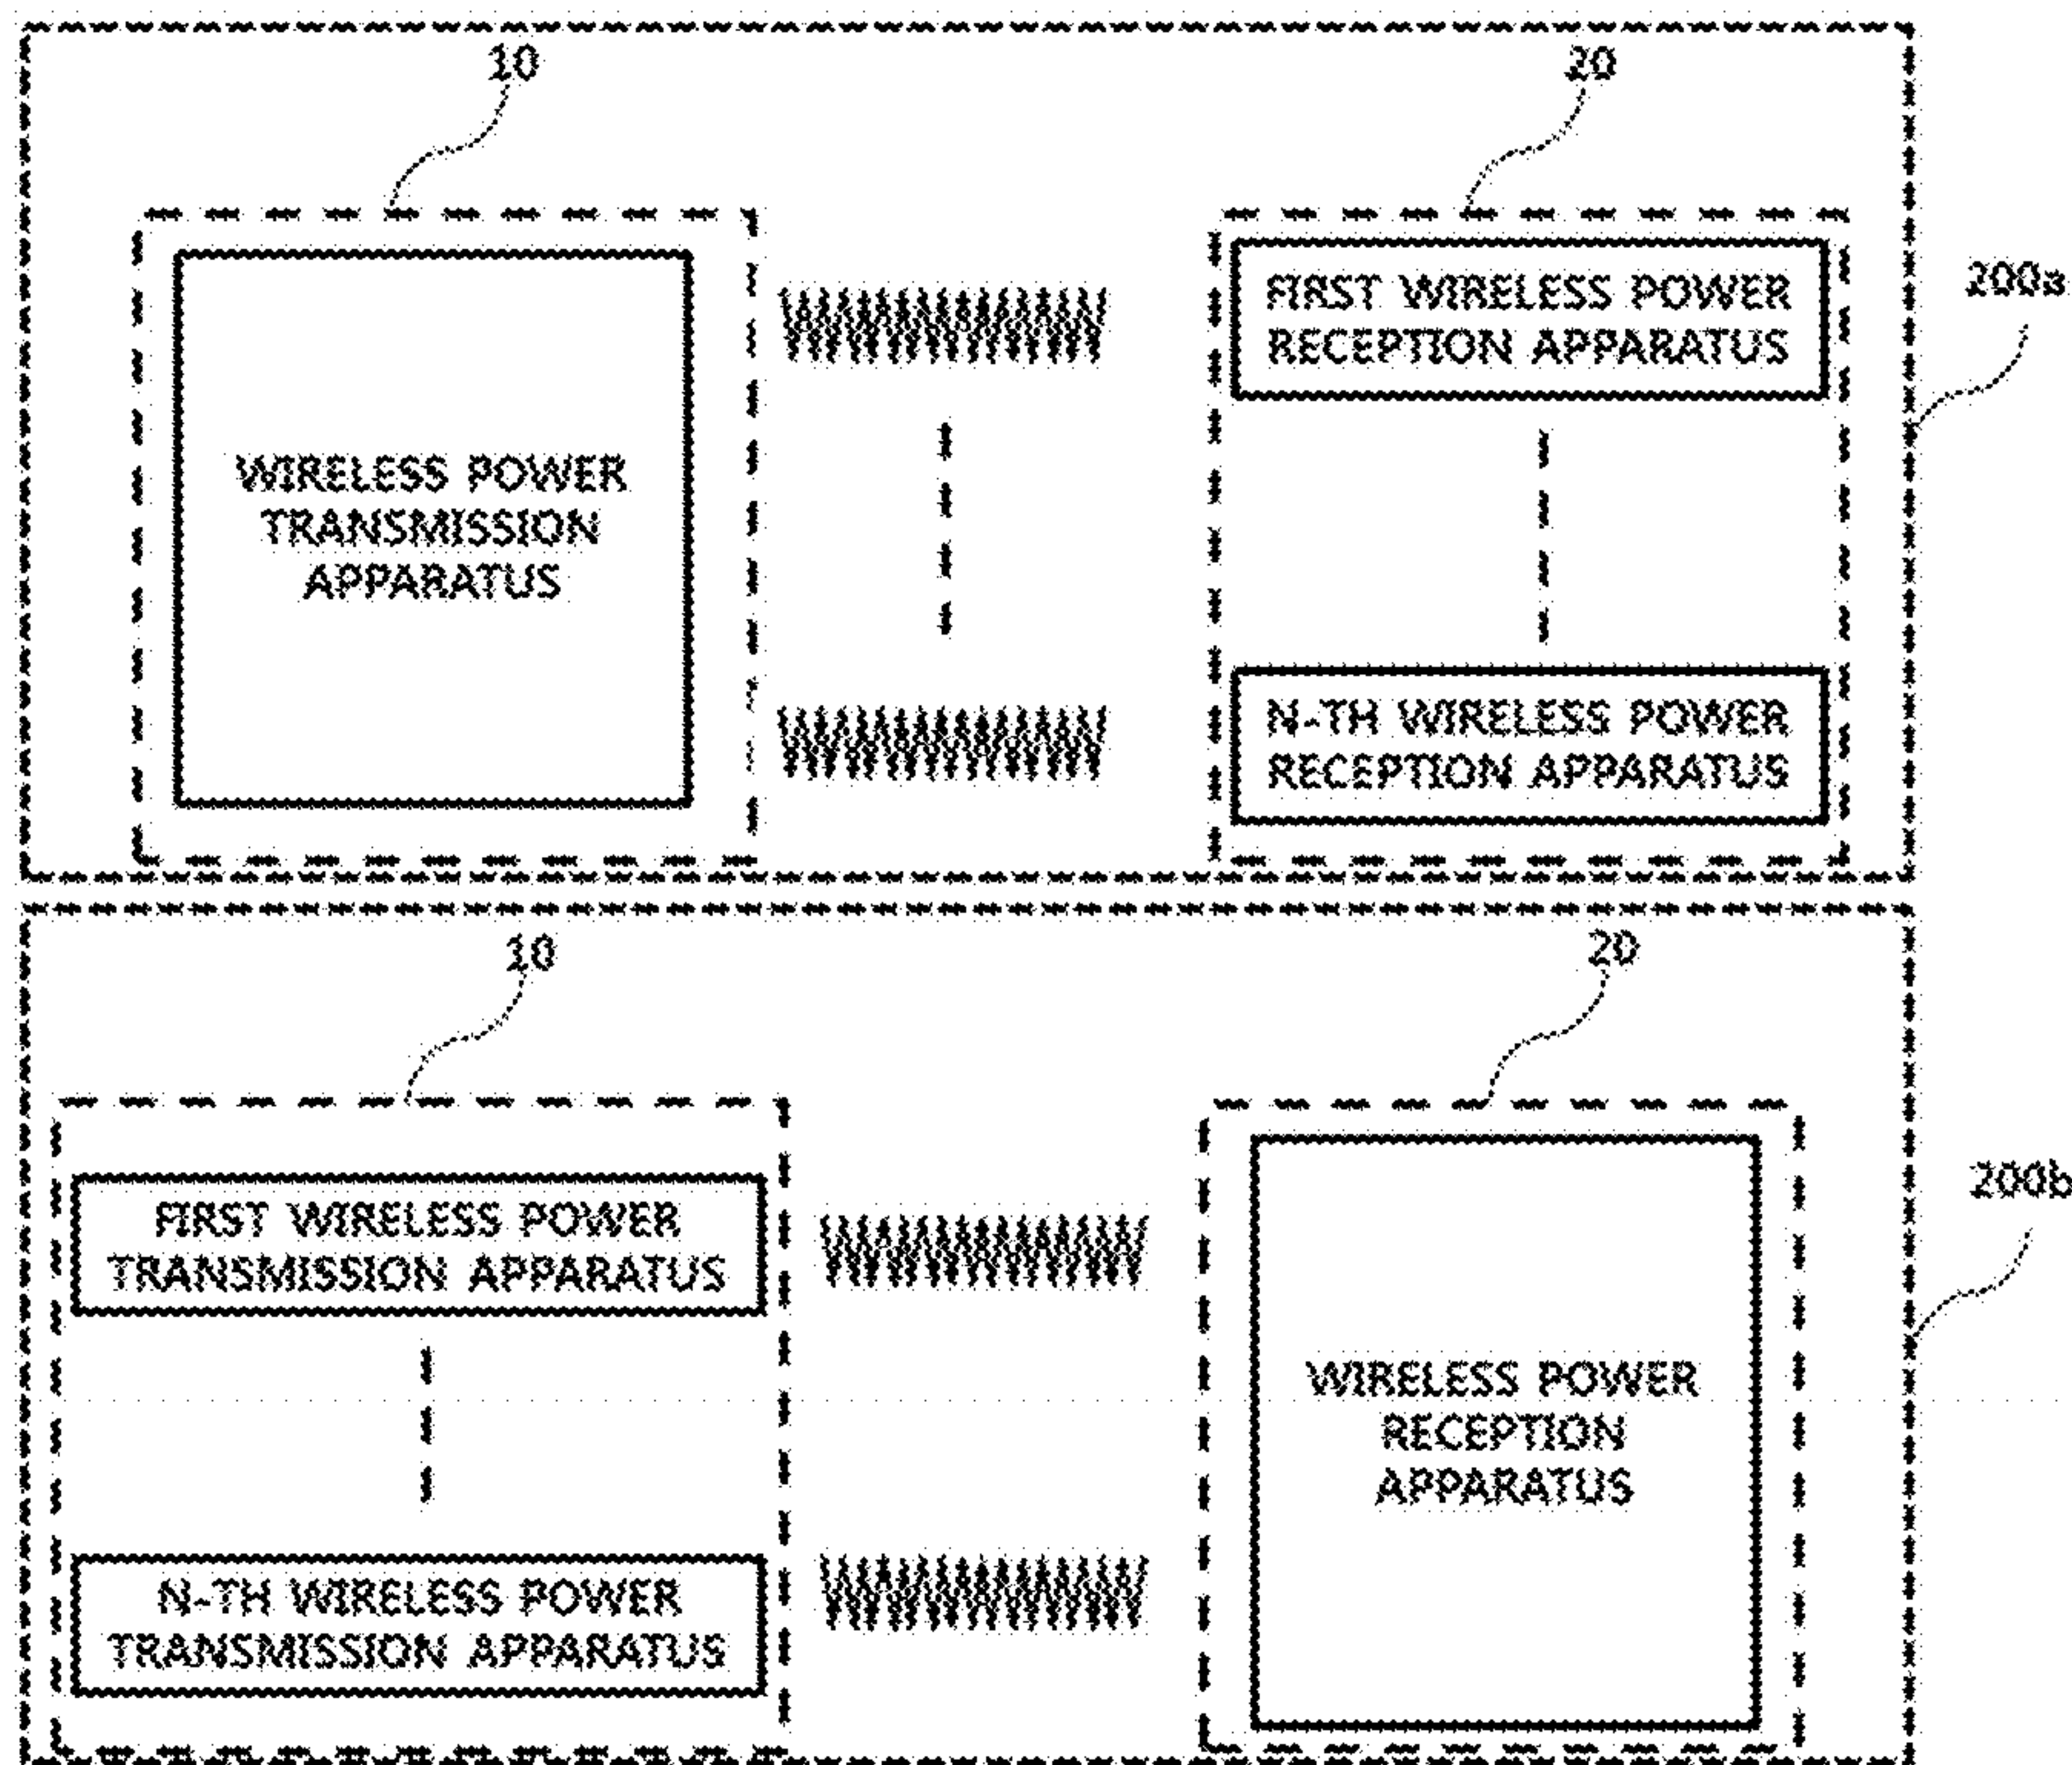 10
20
WIRELESS POWER
TRANSMISSION
APPARATUS
FIRST WIRELESS POWER
RECEPTION APPARATUS
N-TH WIRELESS POWER
RECEPTION APPARATUS
200a
10
20
FIRST WIRELESS POWER
TRANSMISSION APPARATUS
N-TH WIRELESS POWER
TRANSMISSION APPARATUS
WIRELESS POWER
RECEPTION
APPARATUS
200b